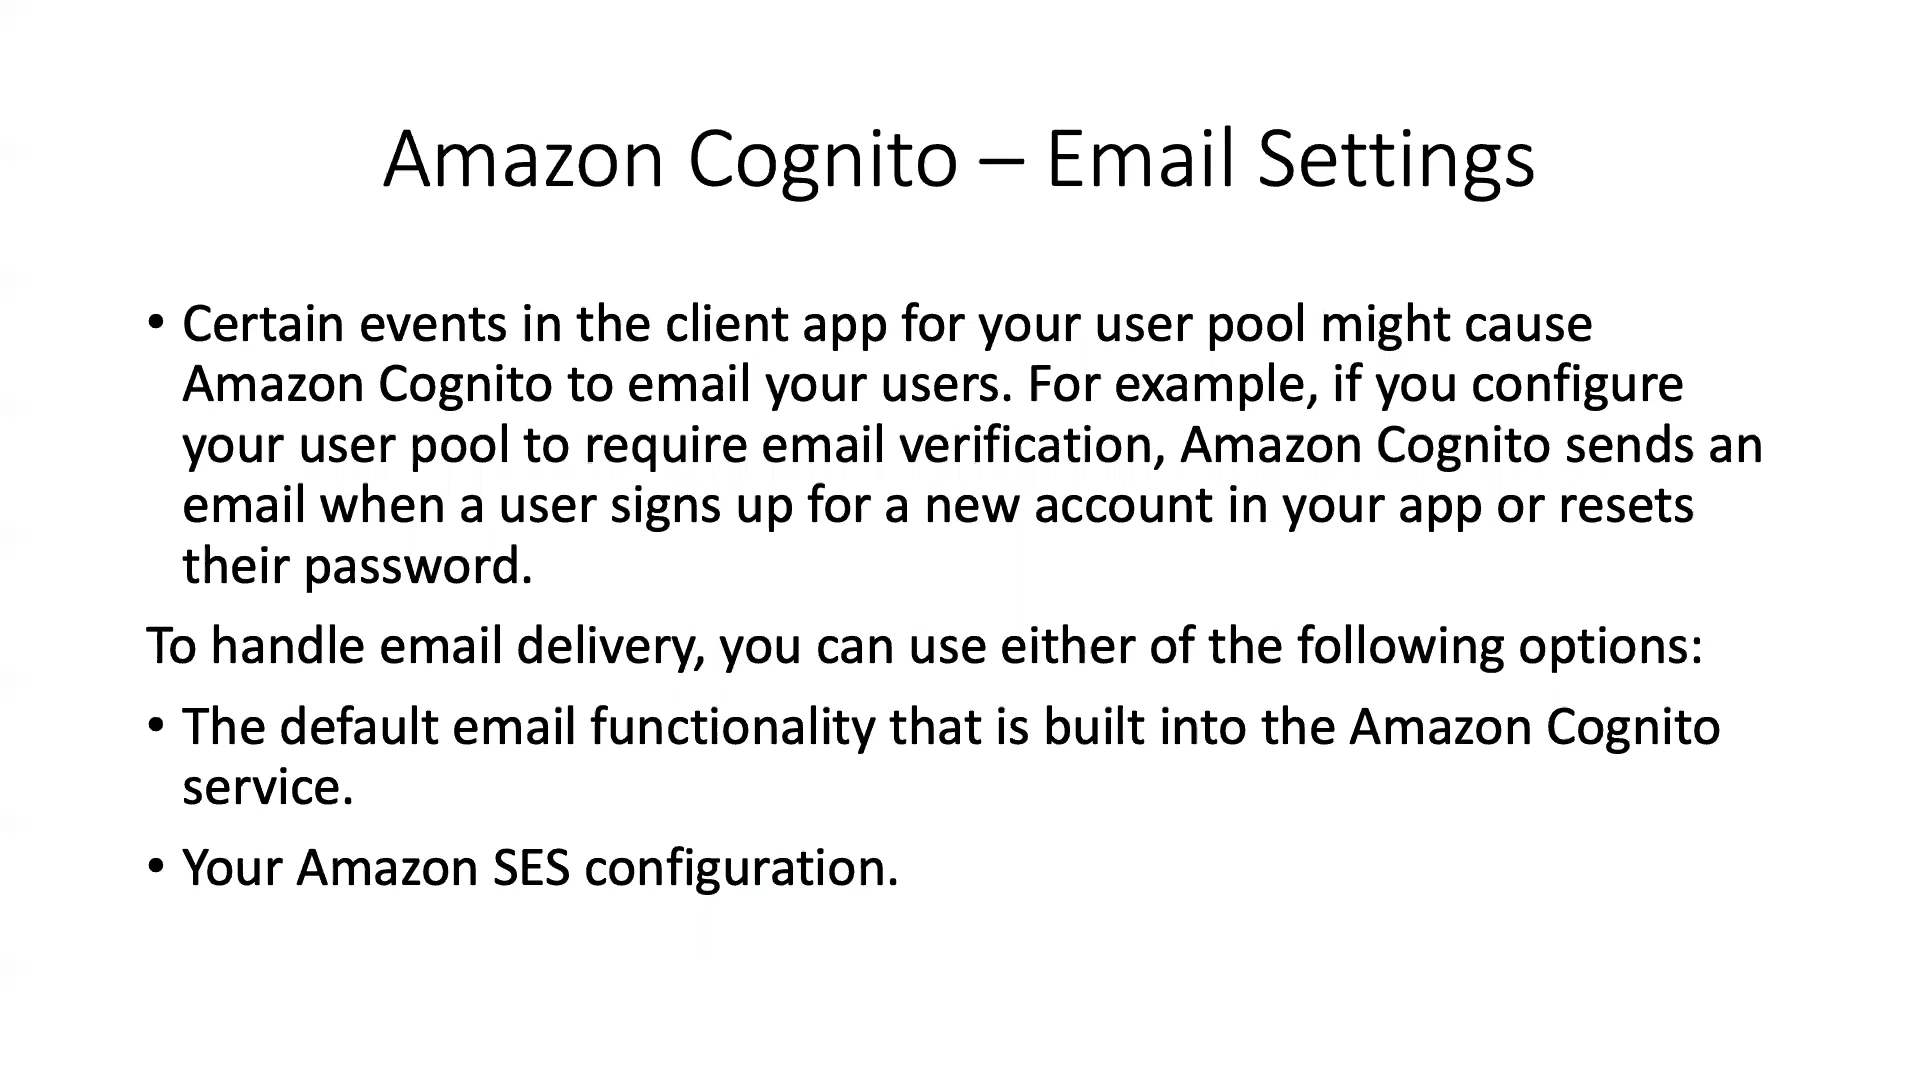 Amazon Cognito – Email Settings
• Certain events in the client app for your user pool might cause
Amazon Cognito to email your users. For example, if you configure
your user pool to require email verification, Amazon Cognito sends an
email when a user signs up for a new account in your app or resets
their password.
To handle email delivery, you can use either of the following options:
• The default email functionality that is built into the Amazon Cognito
service.
• Your Amazon SES configuration.